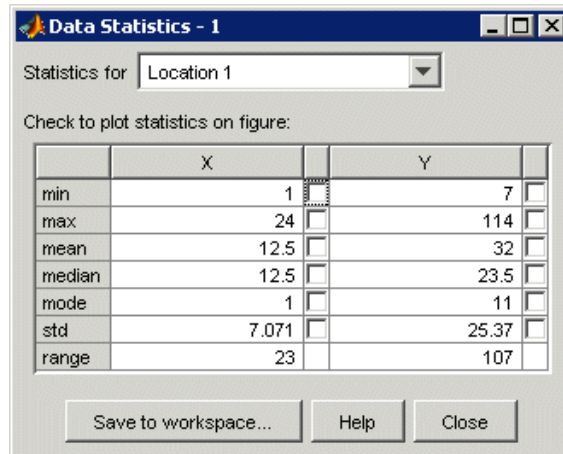 Data Statistics - 1
Statistics for Location 1
Check to plot statistics on figure:
X Y
min 1 7
max 24 114
mean 12.5 32
median 12.5 23.5
mode 1 11
std 7.071 25.37
range 23 107
Save to workspace... Help Close